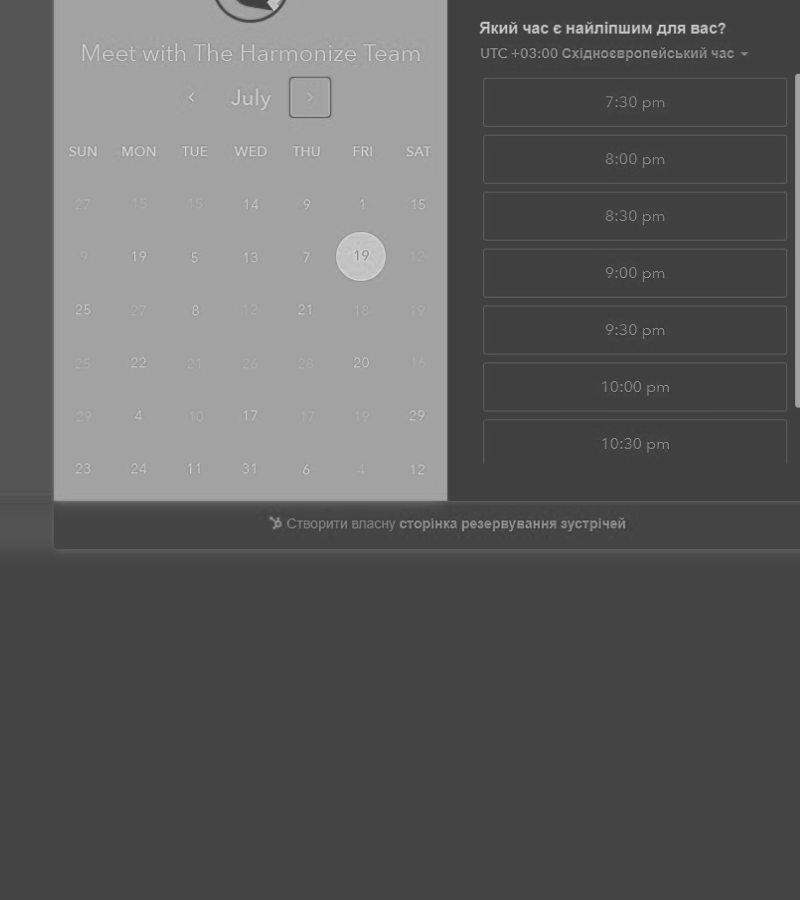 Meet with The Harmonize Team
July
SUN MON TUE WED THU FRI SAT
27 15 15 14 9 1 15
9 19 5 13 7 19 12
25 27 8 12 21 18 19
25 22 21 26 28 20 16
29 4 10 17 17 19 29
23 24 11 31 6 4 12
Який час є найліпшим для вас?
UTC +03:00 Східноєвропейський час
7:30 pm
8:00 pm
8:30 pm
9:00 pm
9:30 pm
10:00 pm
10:30 pm
Створити власну сторінка резервування зустрічей